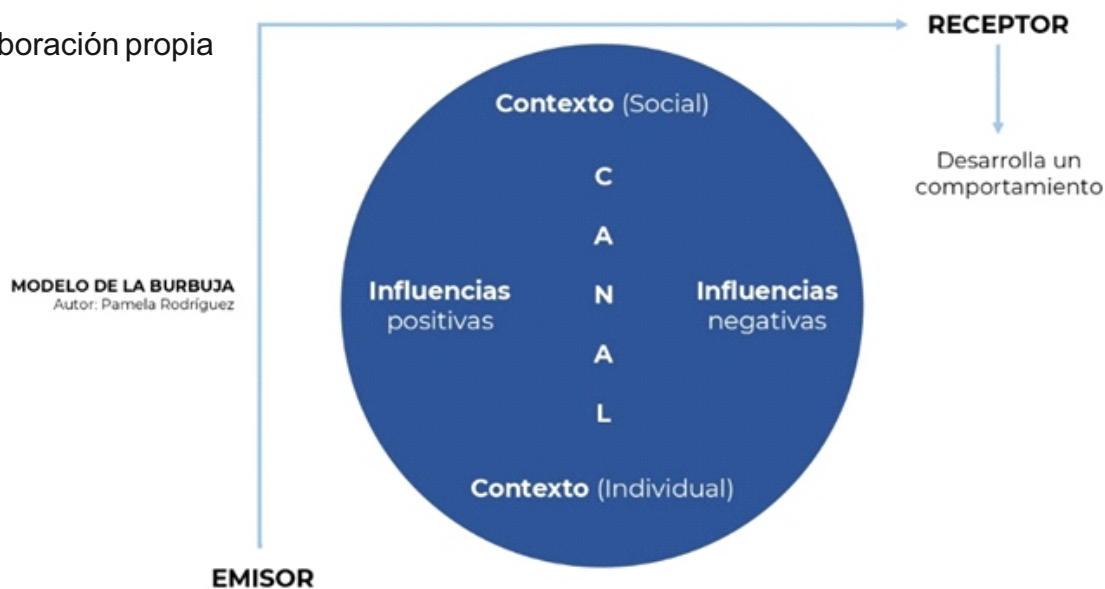 boración propia
RECEPTOR
Contexto (Social)
Desarrolla un
comportamiento
C
A
N
A
L
MODELO DE LA BURBUJA
Autor: Pamela Rodríguez
Influencias
positivas
Influencias
negativas
Contexto (Individual)
EMISOR